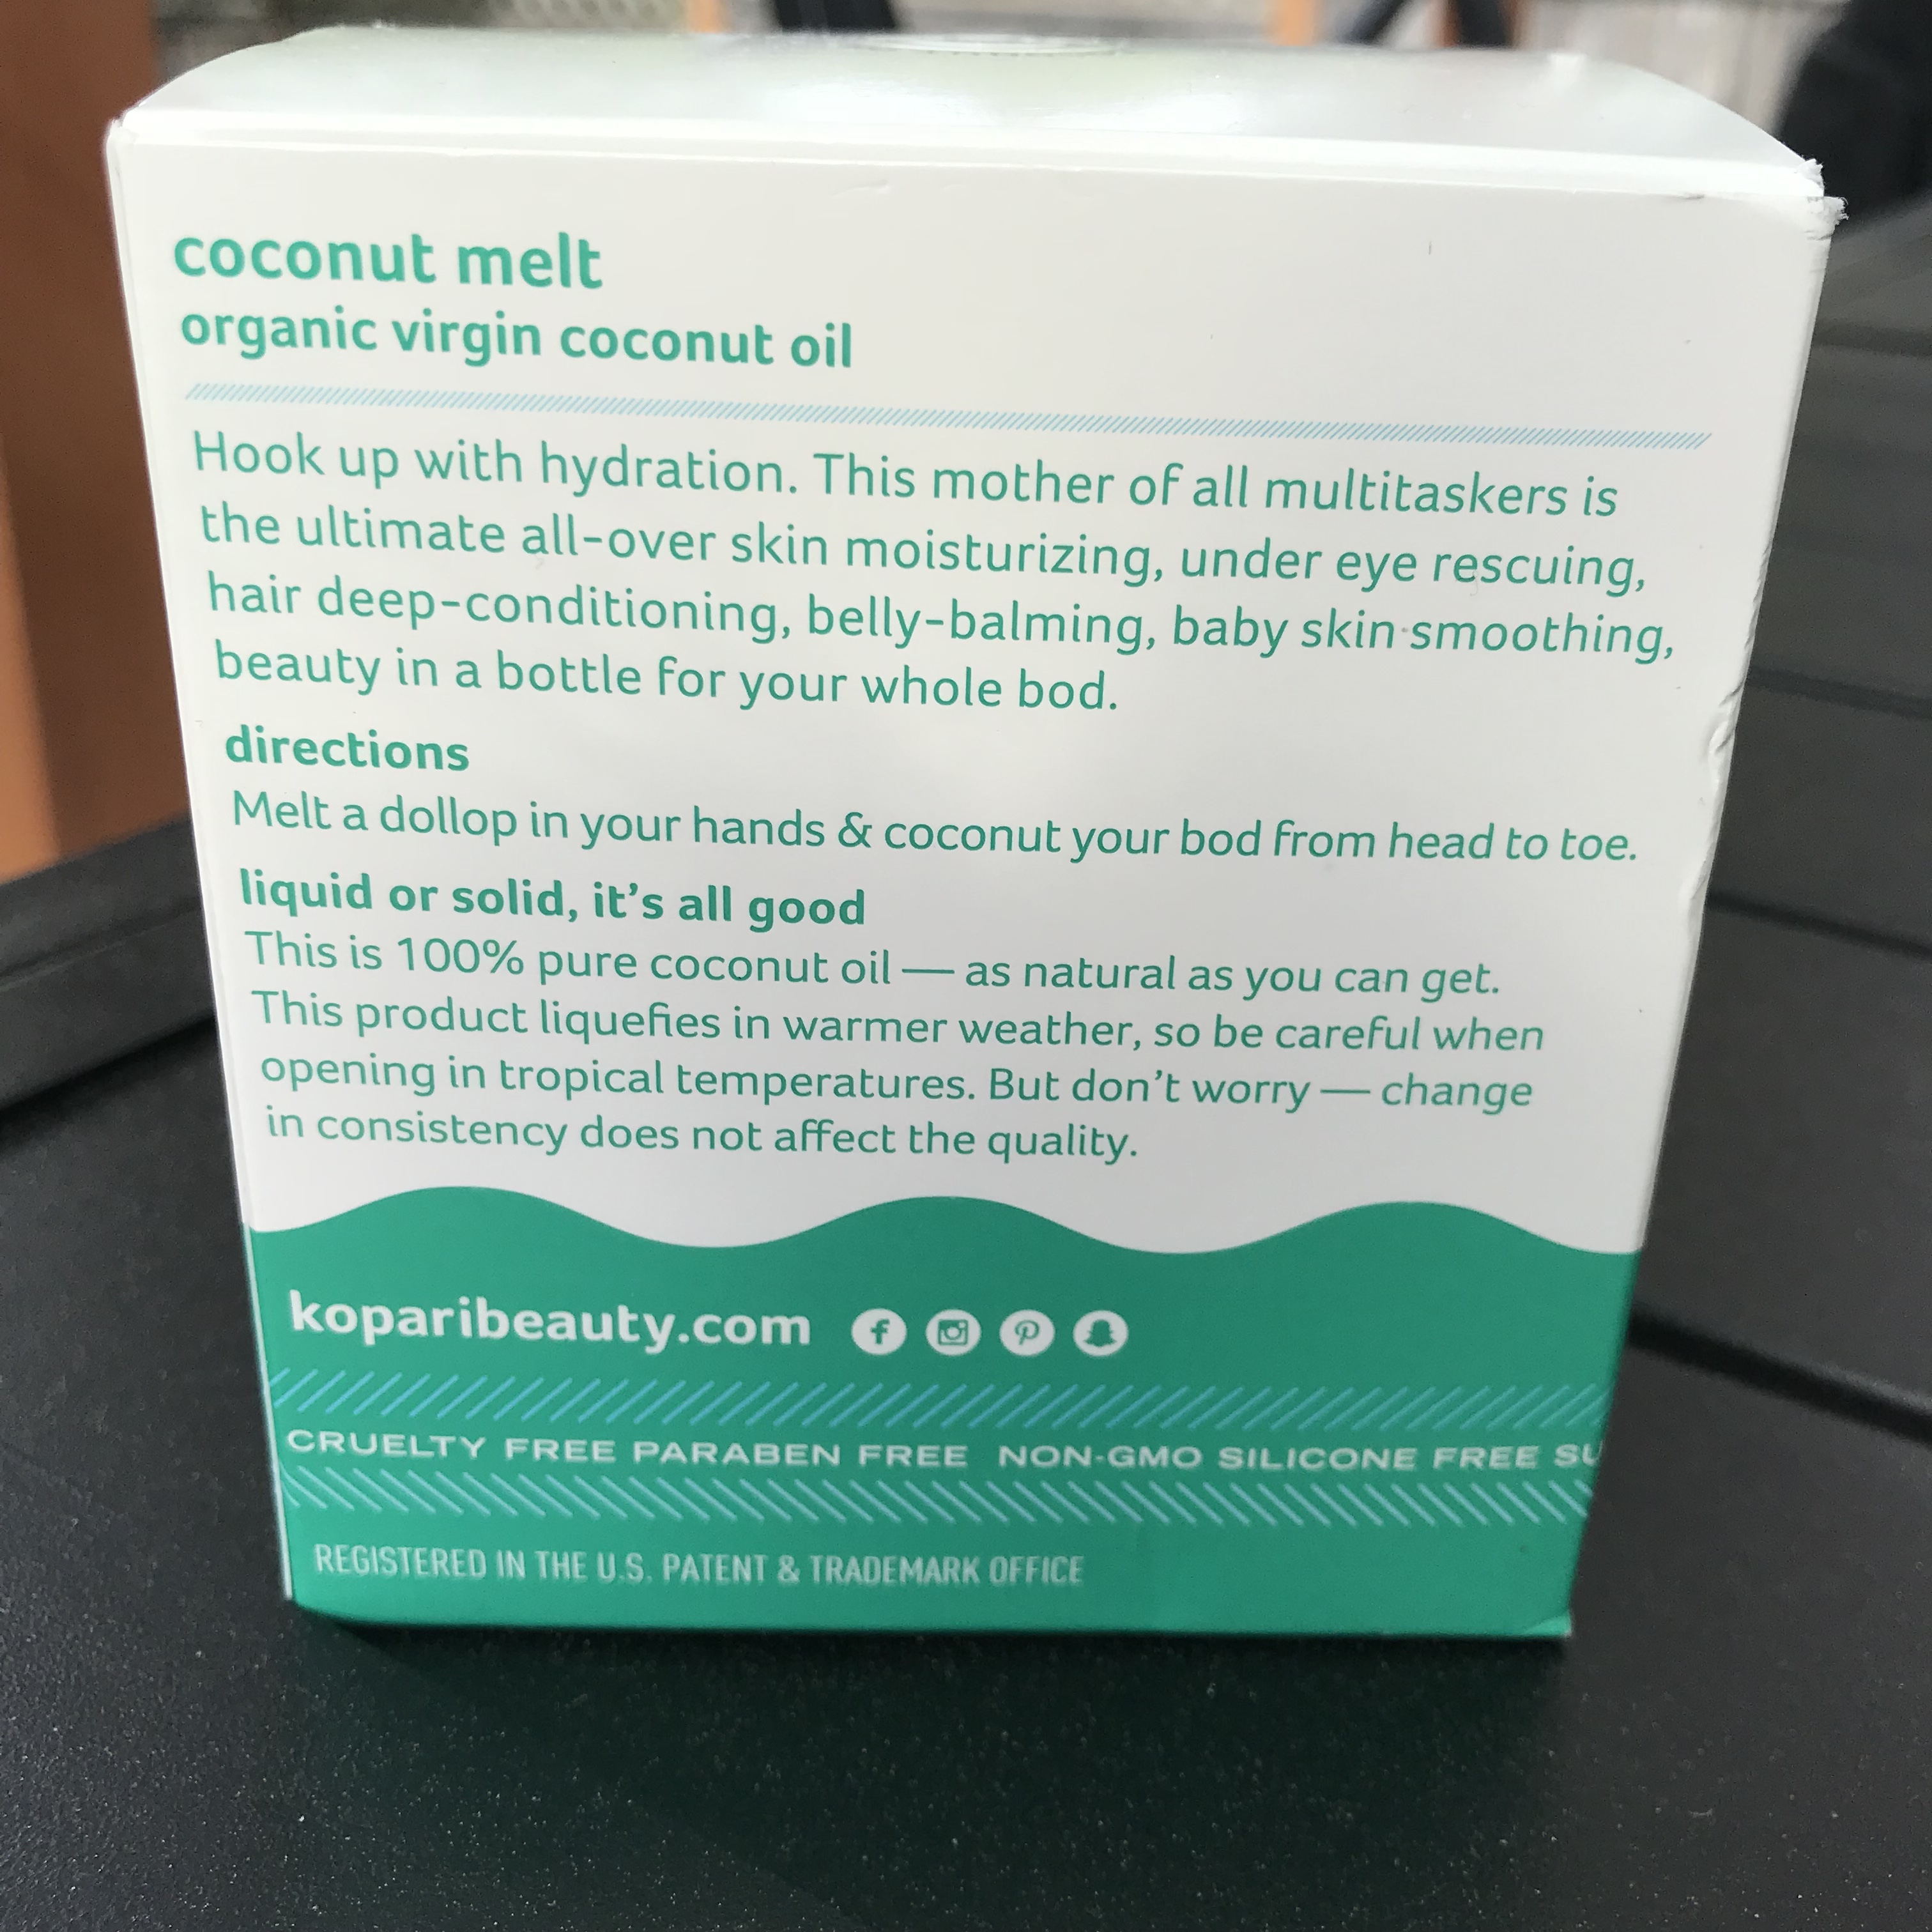 coconut melt
organic virgin coconut oil
Hook up with hydration. This mother of all multitaskers is
the ultimate all-over skin moisturizing, under eye rescuing,
hair deep-conditioning, belly-balming, baby skin smoothing,
beauty in a bottle for your whole bod.
directions
Melt a dollop in your hands & coconut your bod from head to toe.
liquid or solid, it's all good
This is 100% pure coconut oil — as natural as you can get.
This product liquefies in warmer weather, so be careful when
opening in tropical temperatures. But don't worry — change
in consistency does not affect the quality.
koparibeauty.com
CRUELTY FREE PARABEN FREE NON-GMO SILICONE FREE SU
REGISTERED IN THE U.S. PATENT & TRADEMARK OFFICE